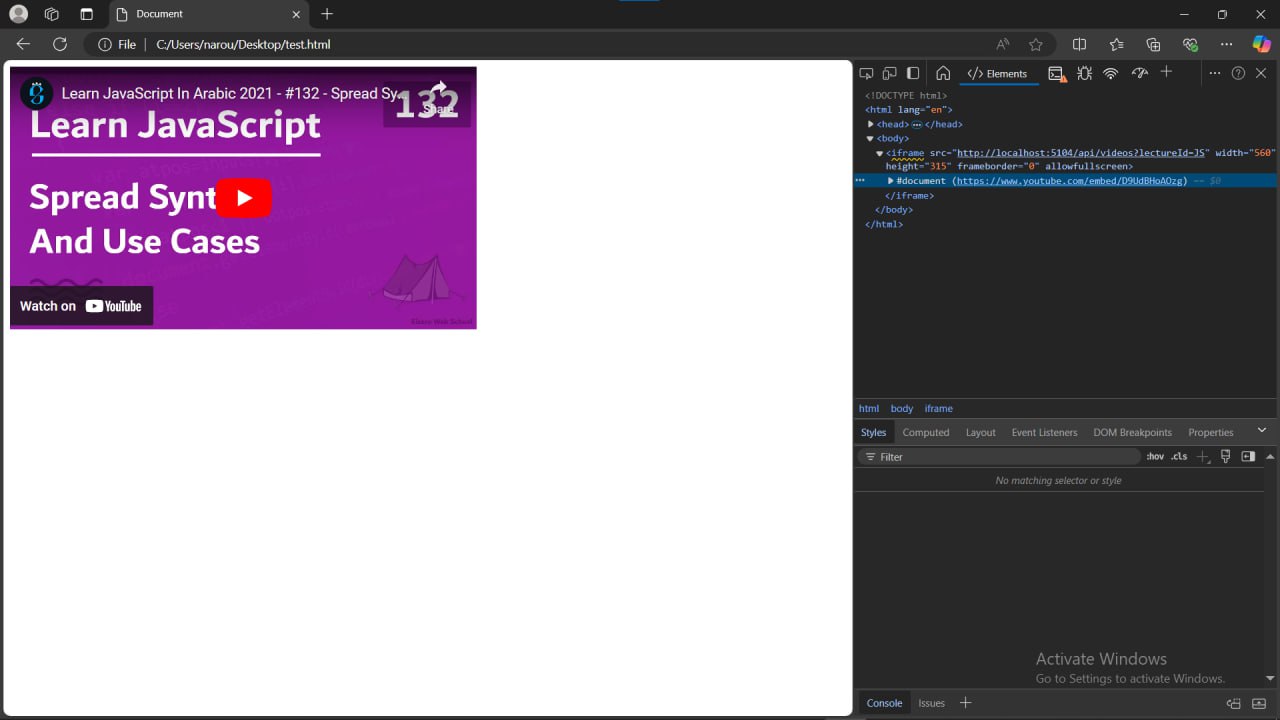 Document
File
C:/Users/narou/Desktop/test.html
Learn JavaScript In Arabic 2021 - #132 - Spread Sy...
132
Share
Learn JavaScript
Spread Synt
And Use Cases
Watch on YouTube
Elzero Web School
Elements
<!DOCTYPE html>
<html lang="en">
<head> </head>
<body>
<iframe src="http://localhost:5104/api/videos?lectureId=JS" width="560"
height="315" frameborder="0" allowfullscreen>
#document (https://www.youtube.com/embed/D9UdBHoAOzg) == $0
</iframe>
</body>
</html>
html body iframe
Styles Computed Layout Event Listeners DOM Breakpoints Properties
Filter
:hov .cls
No matching selector or style
Activate Windows
Go to Settings to activate Windows.
Console Issues